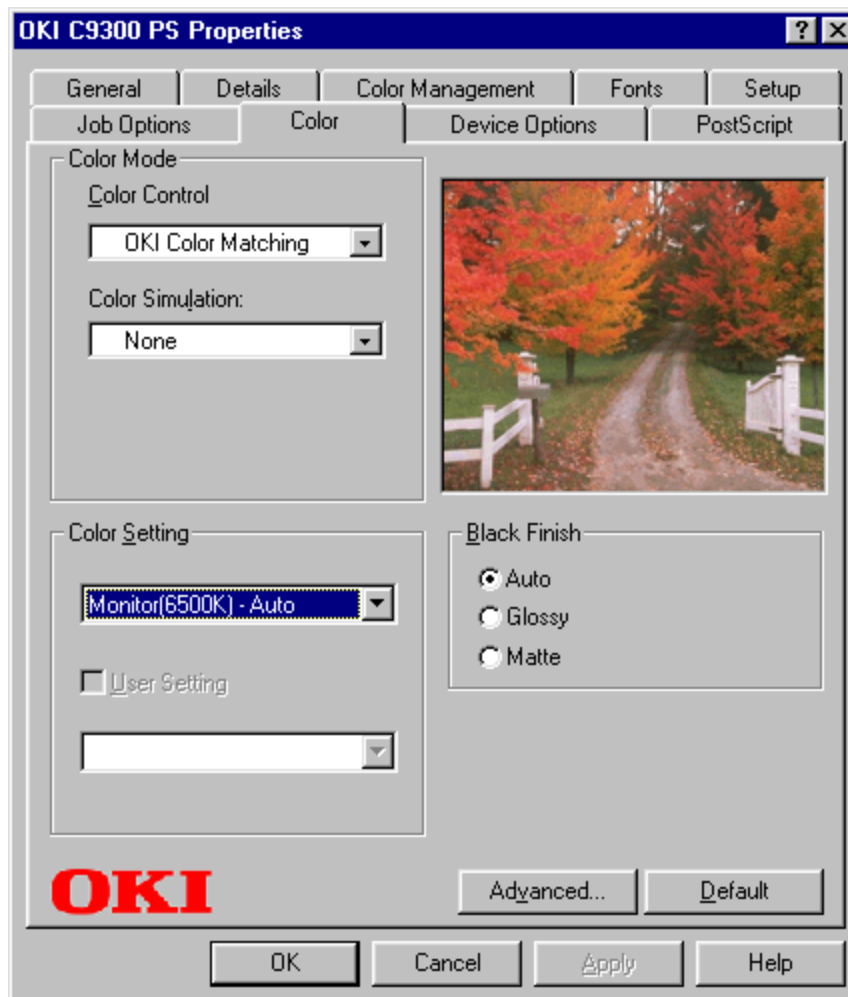 OKI C9300 PS Properties
General Details Color Management Fonts Setup
Job Options Color Device Options PostScript
Color Mode
Color Control
OKI Color Matching
Color Simulation:
None
Color Setting
Monitor(6500K) - Auto
User Setting
Black Finish
Auto
Glossy
Matte
OKI
Advanced... Default
OK Cancel Apply Help